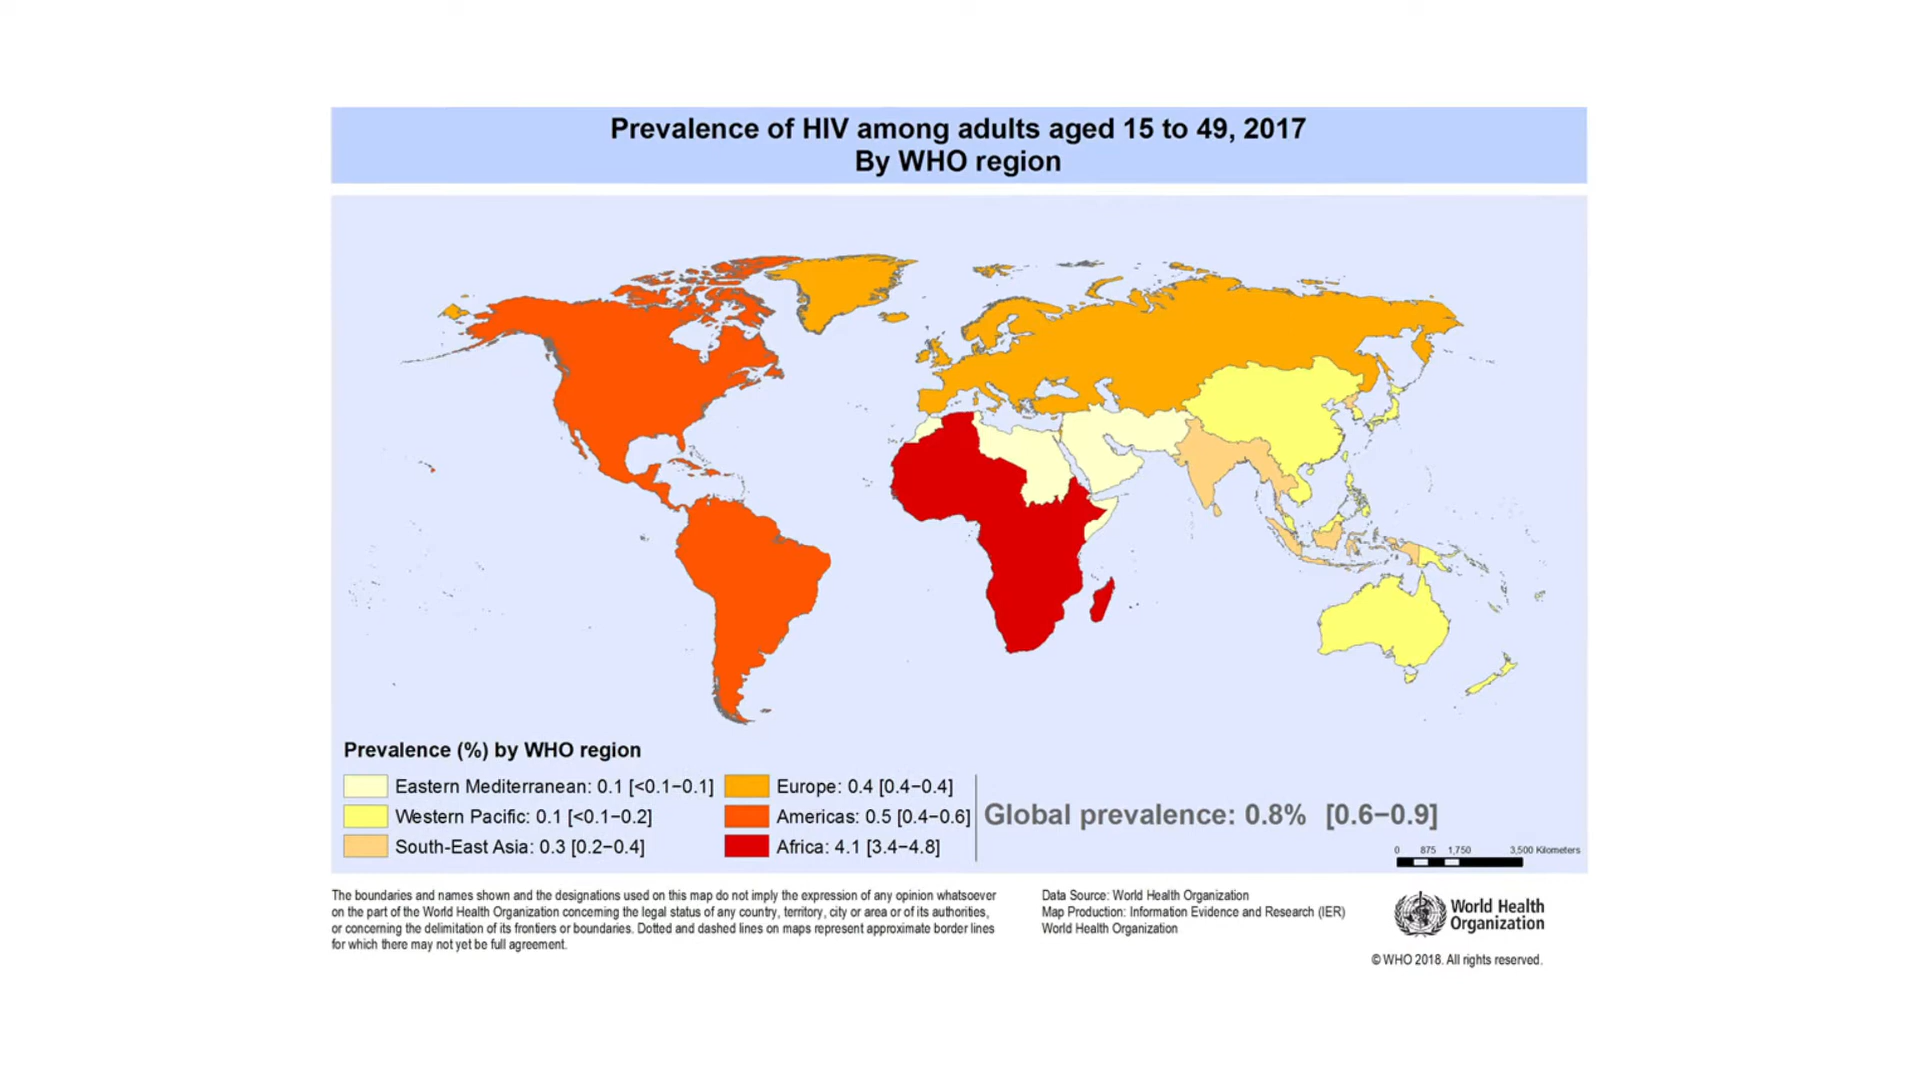 Prevalence of HIV among adults aged 15 to 49, 2017
By WHO region
Prevalence (%) by WHO region
Eastern Mediterranean: 0.1 [<0.1–0.1]
Western Pacific: 0.1 [<0.1–0.2]
South-East Asia: 0.3 [0.2–0.4]
Europe: 0.4 [0.4–0.4]
Americas: 0.5 [0.4–0.6]
Africa: 4.1 [3.4–4.8]
Global prevalence: 0.8% [0.6–0.9]
0 875 1,750 3,500 Kilometers
The boundaries and names shown and the designations used on this map do not imply the expression of any opinion whatsoever
on the part of the World Health Organization concerning the legal status of any country, territory, city or area or of its authorities,
or concerning the delimitation of its frontiers or boundaries. Dotted and dashed lines on maps represent approximate border lines
for which there may not yet be full agreement.
Data Source: World Health Organization
Map Production: Information Evidence and Research (IER)
World Health Organization
World Health
Organization
© WHO 2018. All rights reserved.